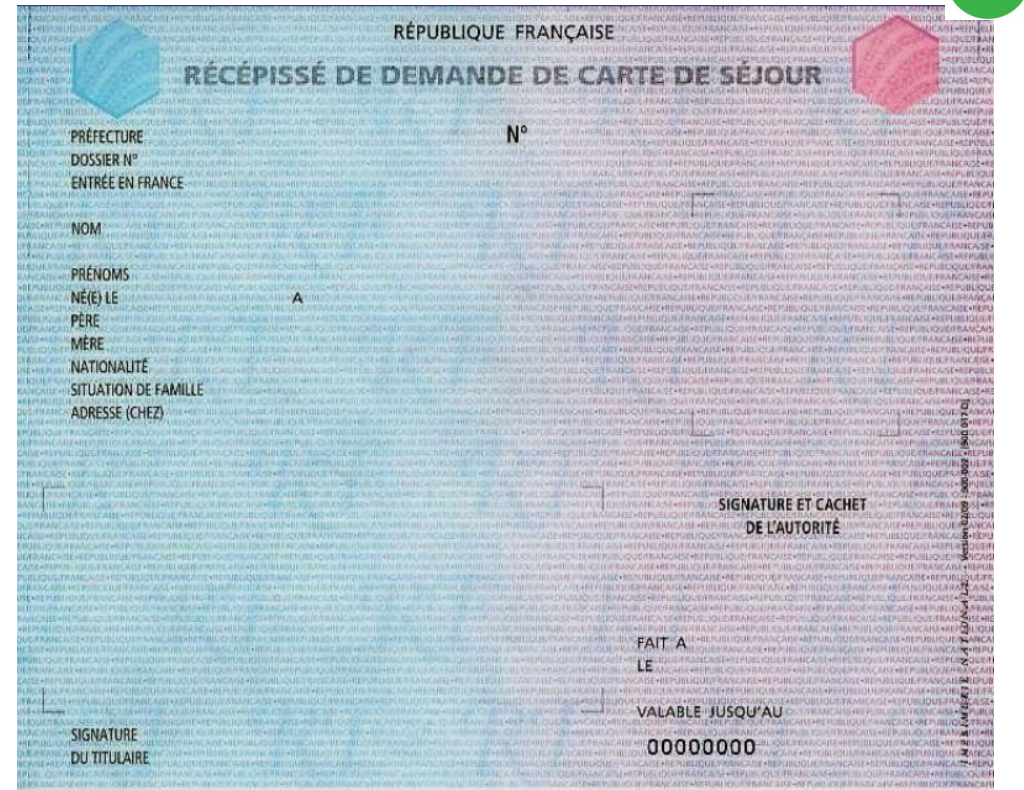 RÉPUBLIQUE FRANÇAISE
RÉCÉPISSÉ DE DEMANDE DE CARTE DE SÉJOUR
PRÉFECTURE
N°
DOSSIER N°
ENTRÉE EN FRANCE
NOM
PRÉNOMS
NÉ(E) LE A
PÈRE
MÈRE
NATIONALITÉ
SITUATION DE FAMILLE
ADRESSE (CHEZ)
SIGNATURE ET CACHET
DE L'AUTORITÉ
FAIT A
LE
VALABLE JUSQU'AU
00000000
SIGNATURE
DU TITULAIRE
IMPRIMERIE NATIONALE